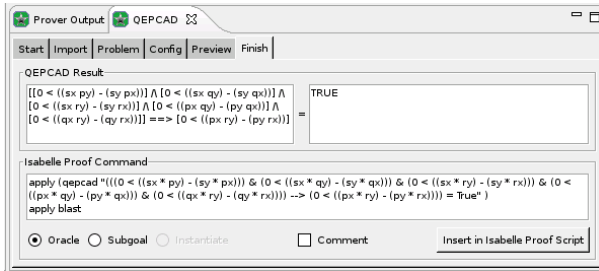 Prover Output QEPCAD
Start Import Problem Config Preview Finish
QEPCAD Result
[[0 < ((sx py) - (sy px))] /\ [0 < ((sx qy) - (sy qx))] /\
[0 < ((sx ry) - (sy rx))] /\ [0 < ((px qy) - (py qx))] /\
[0 < ((qx ry) - (qy rx))]] ==> [0 < ((px ry) - (py rx))]
=
TRUE
Isabelle Proof Command
apply (qepcad "(((0 < ((sx * py) - (sy * px))) & (0 < ((sx * qy) - (sy * qx))) & (0 < ((sx * ry) - (sy * rx))) & (0 <
((px * qy) - (py * qx))) & (0 < ((qx * ry) - (qy * rx)))) --> (0 < ((px * ry) - (py * rx)))) = True" )
apply blast
Oracle Subgoal Instantiate Comment Insert in Isabelle Proof Script